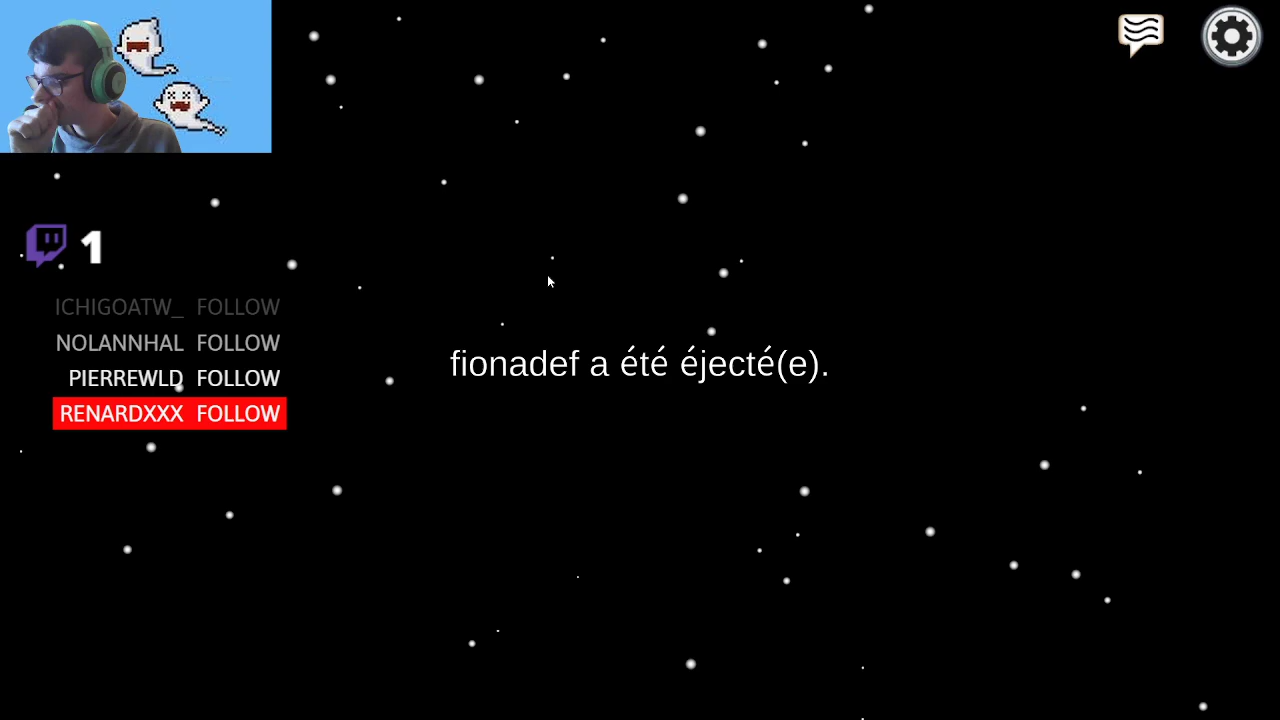 1
ICHIGOATW_ FOLLOW
NOLANNHAL FOLLOW
PIERREWLD FOLLOW
RENARDXXX FOLLOW
fionadef a été éjecté(e).